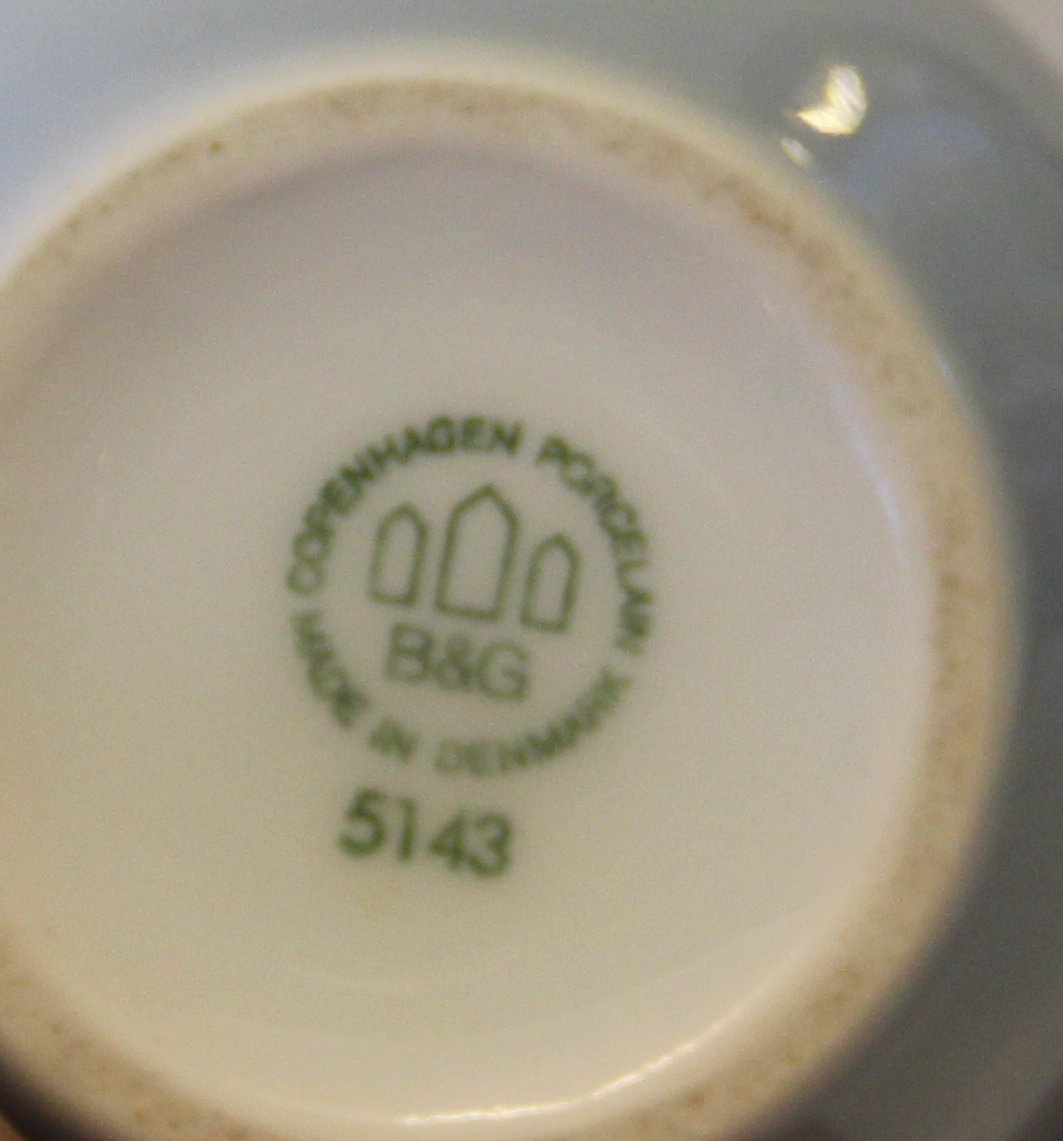 COPENHAGEN PORCELAIN
B&G
MADE IN DENMARK
5143